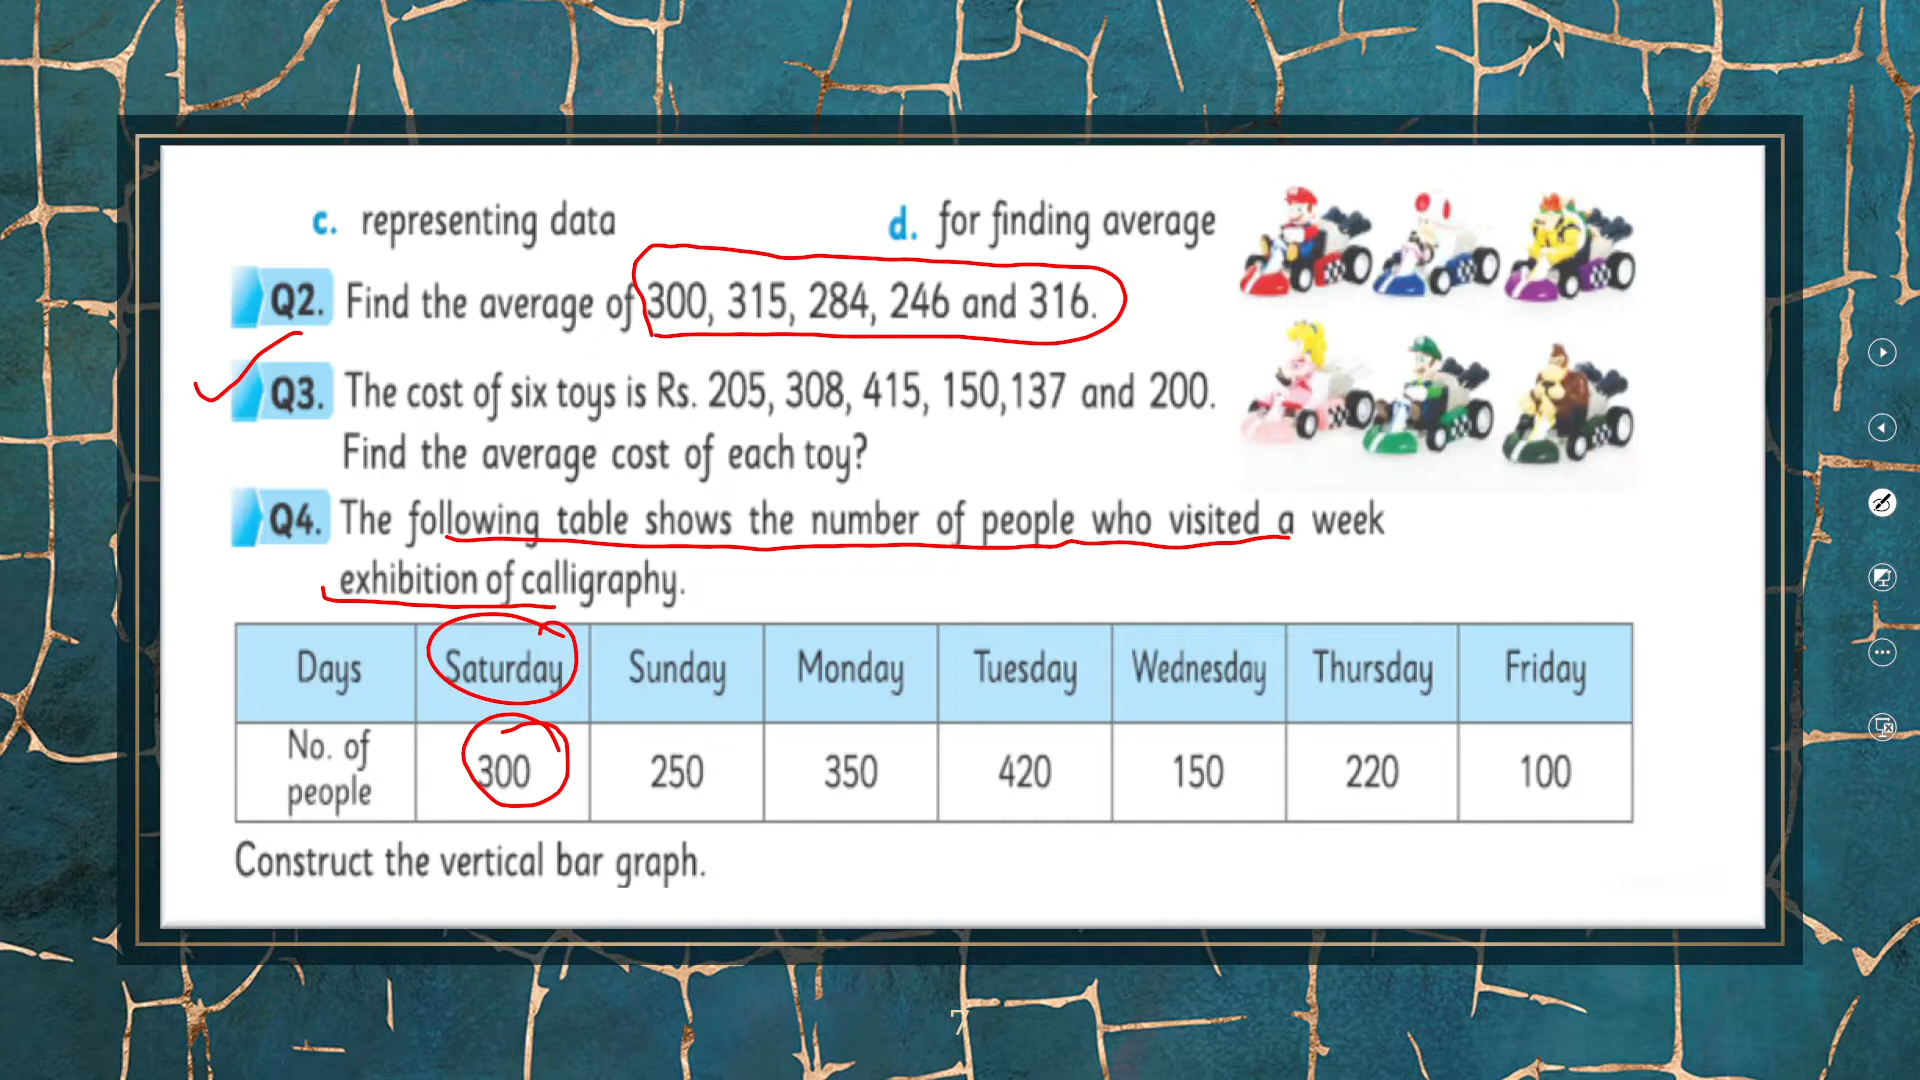 c. representing data d. for finding average
Q2. Find the average of 300, 315, 284, 246 and 316.
Q3. The cost of six toys is Rs. 205, 308, 415, 150,137 and 200.
Find the average cost of each toy?
Q4. The following table shows the number of people who visited a week
exhibition of calligraphy.
Days Saturday Sunday Monday Tuesday Wednesday Thursday Friday
No. of people 300 250 350 420 150 220 100
Construct the vertical bar graph.
7